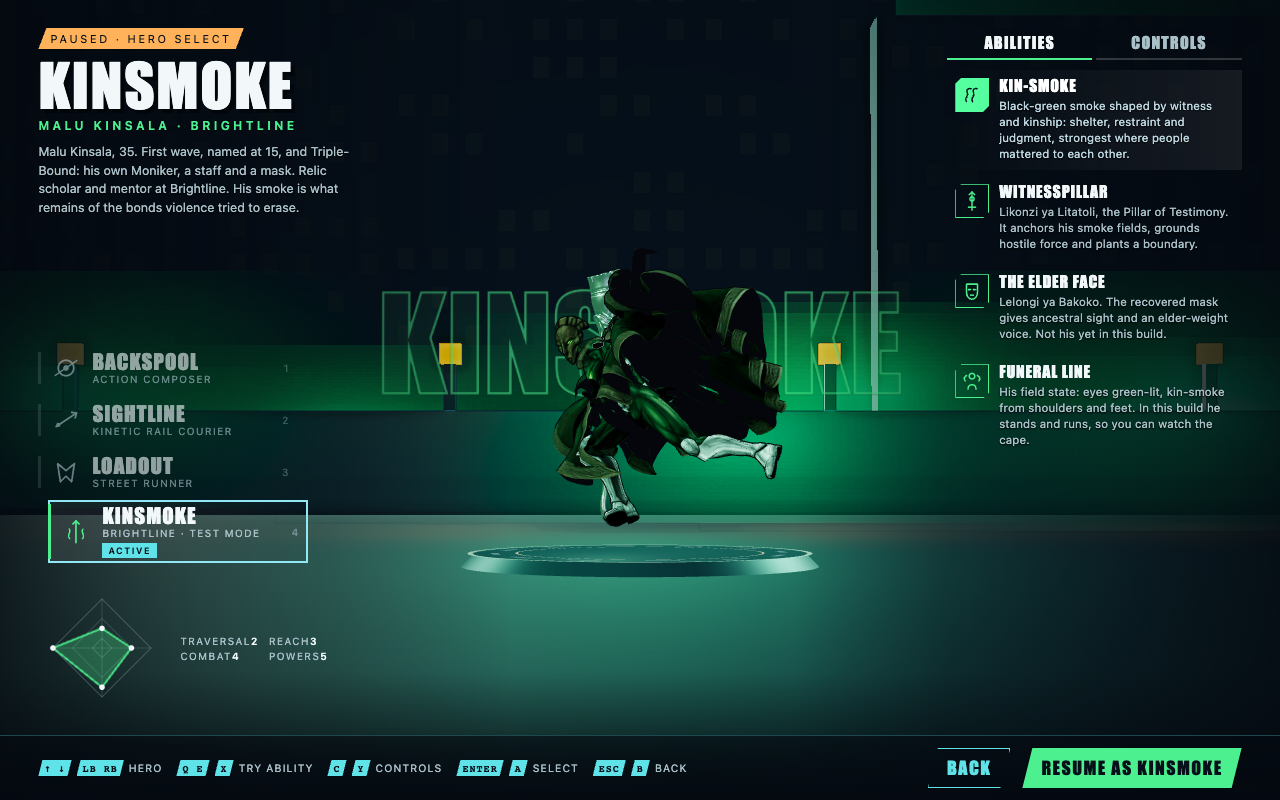 PAUSED · HERO SELECT
KINSMOKE
MALU KINSALA · BRIGHTLINE
Malu Kinsala, 35. First wave, named at 15, and Triple-
Bound: his own Moniker, a staff and a mask. Relic
scholar and mentor at Brightline. His smoke is what
remains of the bonds violence tried to erase.
KINSMOKE
BACKSPOOL
ACTION COMPOSER
1
SIGHTLINE
KINETIC RAIL COURIER
2
LOADOUT
STREET RUNNER
3
KINSMOKE
BRIGHTLINE · TEST MODE
4
ACTIVE
TRAVERSAL2 REACH3
COMBAT4 POWERS5
ABILITIES CONTROLS
KIN-SMOKE
Black-green smoke shaped by witness
and kinship: shelter, restraint and
judgment, strongest where people
mattered to each other.
WITNESSPILLAR
Likonzi ya Litatoli, the Pillar of Testimony.
It anchors his smoke fields, grounds
hostile force and plants a boundary.
THE ELDER FACE
Lelongi ya Bakoko. The recovered mask
gives ancestral sight and an elder-weight
voice. Not his yet in this build.
FUNERAL LINE
His field state: eyes green-lit, kin-smoke
from shoulders and feet. In this build he
stands and runs, so you can watch the
cape.
↑ ↓ LB RB HERO Q E X TRY ABILITY C Y CONTROLS ENTER A SELECT ESC B BACK
BACK
RESUME AS KINSMOKE